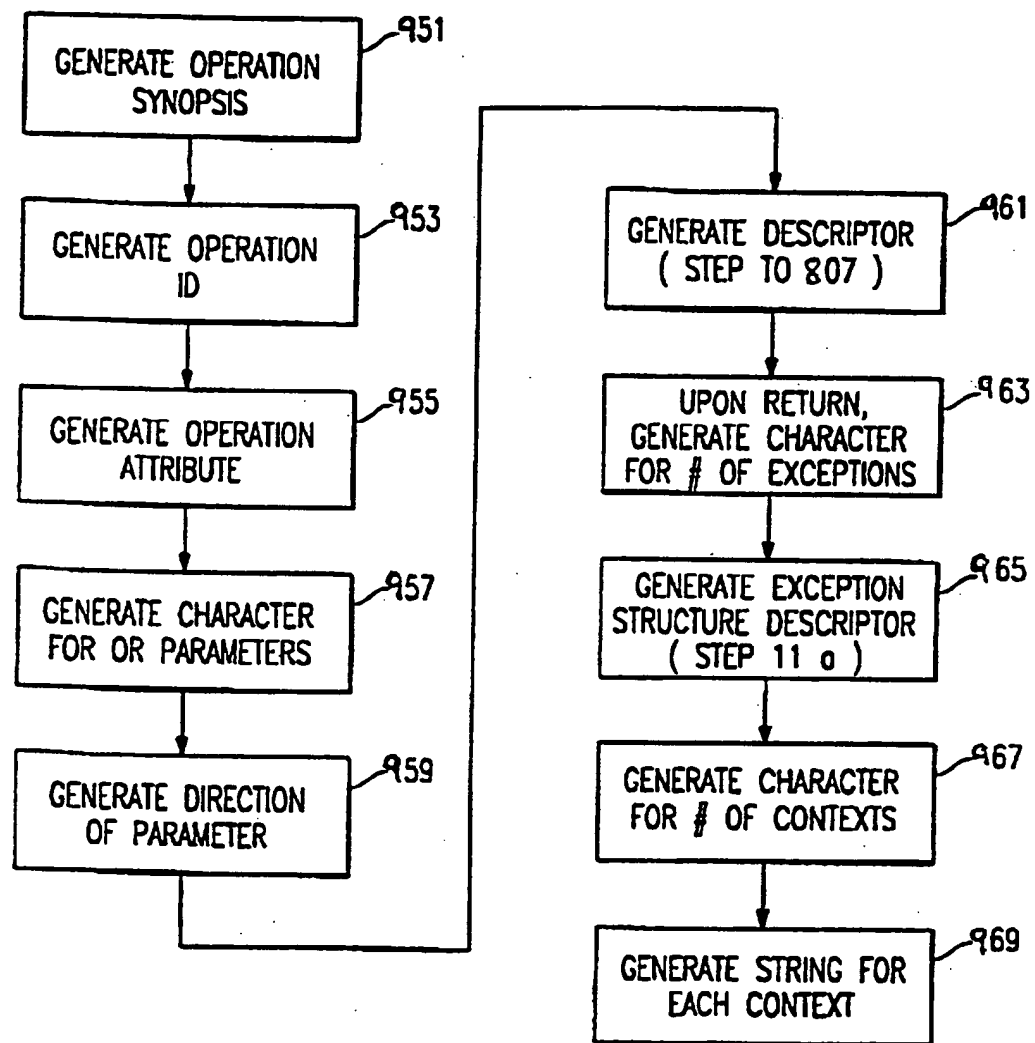 951
GENERATE OPERATION
SYNOPSIS
953
GENERATE OPERATION
ID
955
GENERATE OPERATION
ATTRIBUTE
957
GENERATE CHARACTER
FOR OR PARAMETERS
959
GENERATE DIRECTION
OF PARAMETER
961
GENERATE DESCRIPTOR
( STEP TO 807 )
963
UPON RETURN,
GENERATE CHARACTER
FOR # OF EXCEPTIONS
965
GENERATE EXCEPTION
STRUCTURE DESCRIPTOR
( STEP 11 a )
967
GENERATE CHARACTER
FOR # OF CONTEXTS
969
GENERATE STRING FOR
EACH CONTEXT